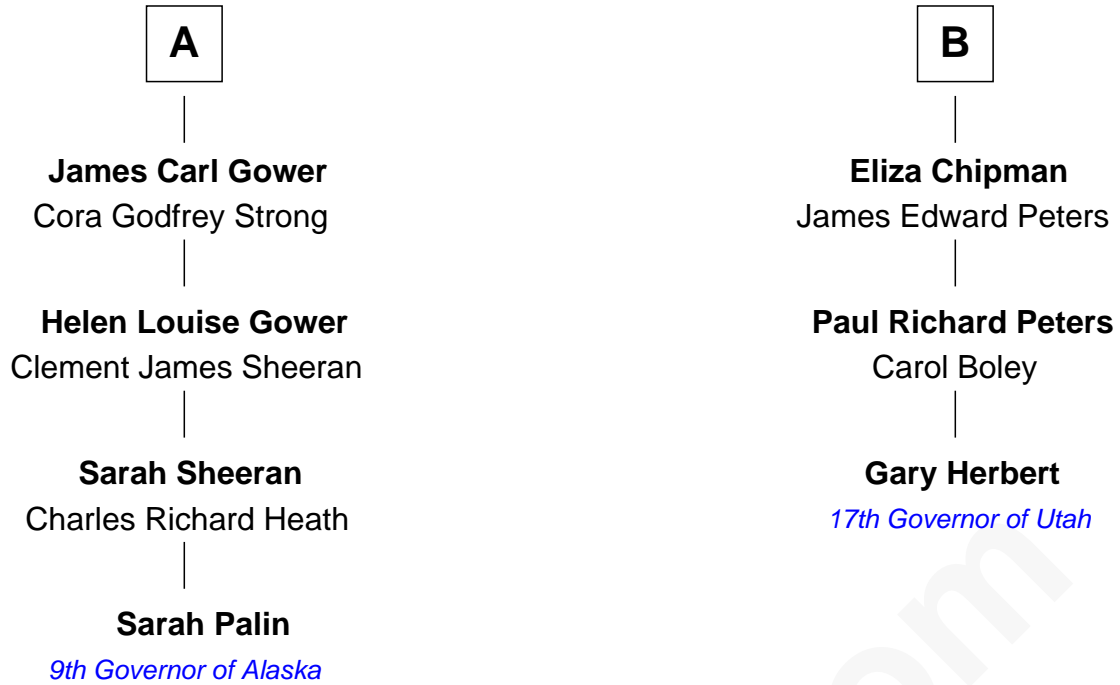 A
James Carl Gower
Cora Godfrey Strong
Helen Louise Gower
Clement James Sheeran
Sarah Sheeran
Charles Richard Heath
Sarah Palin
9th Governor of Alaska
B
Eliza Chipman
James Edward Peters
Paul Richard Peters
Carol Boley
Gary Herbert
17th Governor of Utah
om